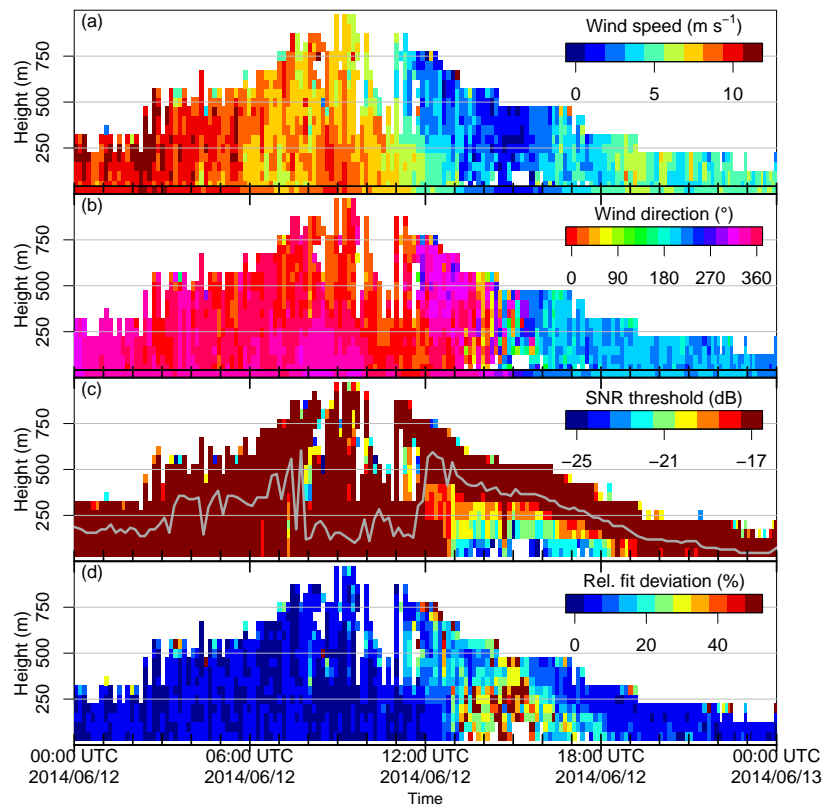 (a)
Wind speed (m s⁻¹)
0 5 10
Height (m)
250 500 750
(b)
Wind direction (°)
0 90 180 270 360
Height (m)
250 500 750
(c)
SNR threshold (dB)
−25 −21 −17
Height (m)
250 500 750
(d)
Rel. fit deviation (%)
0 20 40
Height (m)
250 500 750
00:00 UTC 06:00 UTC 12:00 UTC 18:00 UTC 00:00 UTC
2014/06/12 2014/06/12 2014/06/12 2014/06/12 2014/06/13
Time